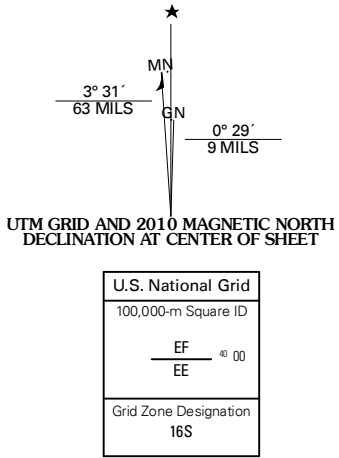 MN
3° 31´
63 MILS
GN
0° 29´
9 MILS
UTM GRID AND 2010 MAGNETIC NORTH
DECLINATION AT CENTER OF SHEET
U.S. National Grid
100,000-m Square ID
EF
40 00
EE
Grid Zone Designation
16S